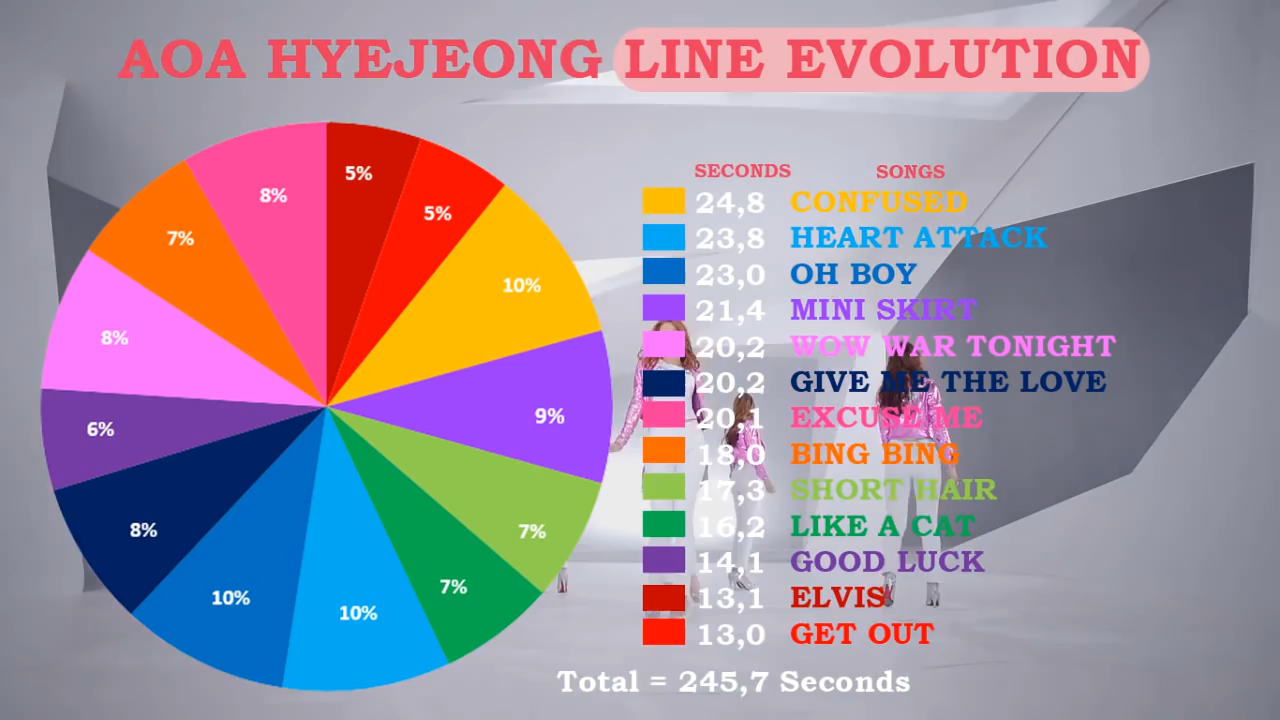 AOA HYEJEONG LINE EVOLUTION
5%
5%
10%
9%
7%
7%
10%
10%
8%
6%
8%
7%
8%
SECONDS SONGS
24,8 CONFUSED
23,8 HEART ATTACK
23,0 OH BOY
21,4 MINI SKIRT
20,2 WOW WAR TONIGHT
20,2 GIVE ME THE LOVE
20,1 EXCUSE ME
18,0 BING BING
17,3 SHORT HAIR
16,2 LIKE A CAT
14,1 GOOD LUCK
13,1 ELVIS
13,0 GET OUT
Total = 245,7 Seconds